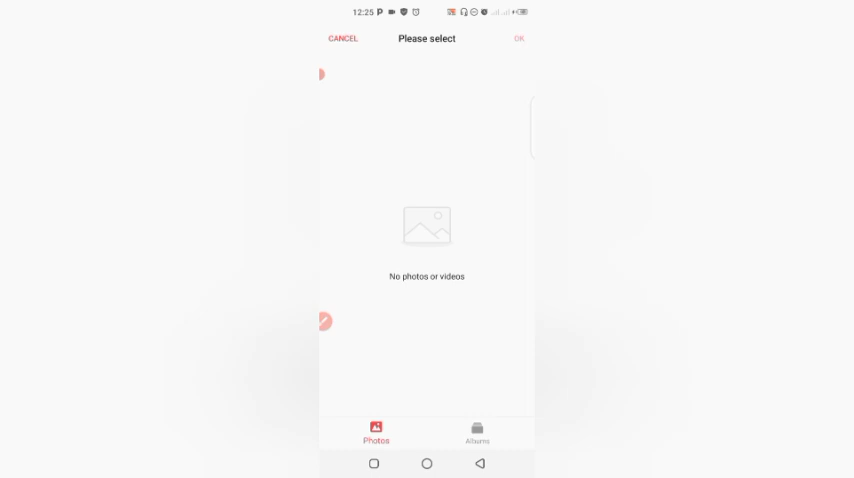 12:25 P
CANCEL
Please select
OK
No photos or videos
Photos
Albums